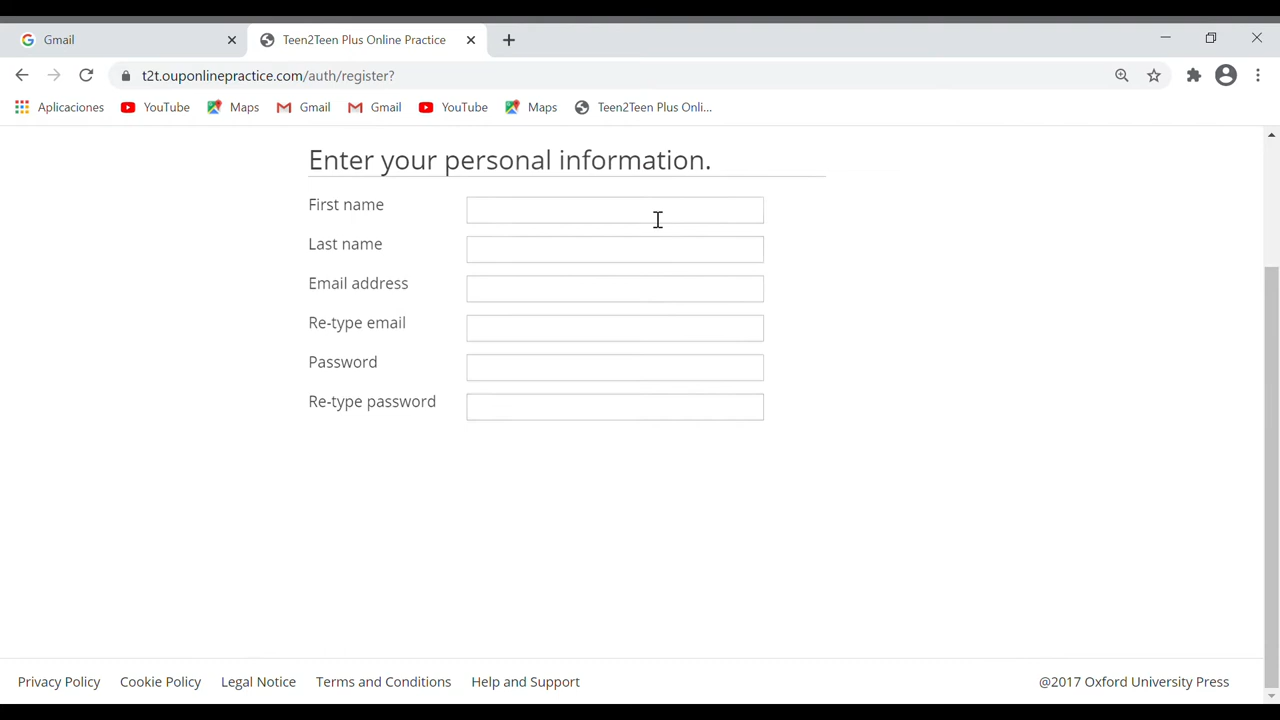 Gmail
Teen2Teen Plus Online Practice
t2t.ouponlinepractice.com/auth/register?
Aplicaciones YouTube Maps Gmail Gmail YouTube Maps Teen2Teen Plus Onli...
Enter your personal information.
First name
Last name
Email address
Re-type email
Password
Re-type password
Privacy Policy Cookie Policy Legal Notice Terms and Conditions Help and Support @2017 Oxford University Press